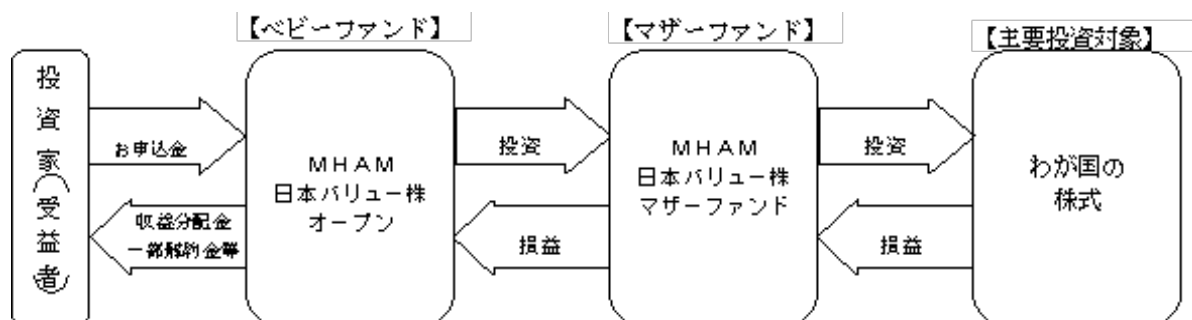 【ベビーファンド】
【マザーファンド】
【主要投資対象】
投資家(受益者)
お申込金
収益分配金
一部解約金等
MHAM
日本バリュー株
オープン
投資
損益
MHAM
日本バリュー株
マザーファンド
投資
損益
わが国の
株式